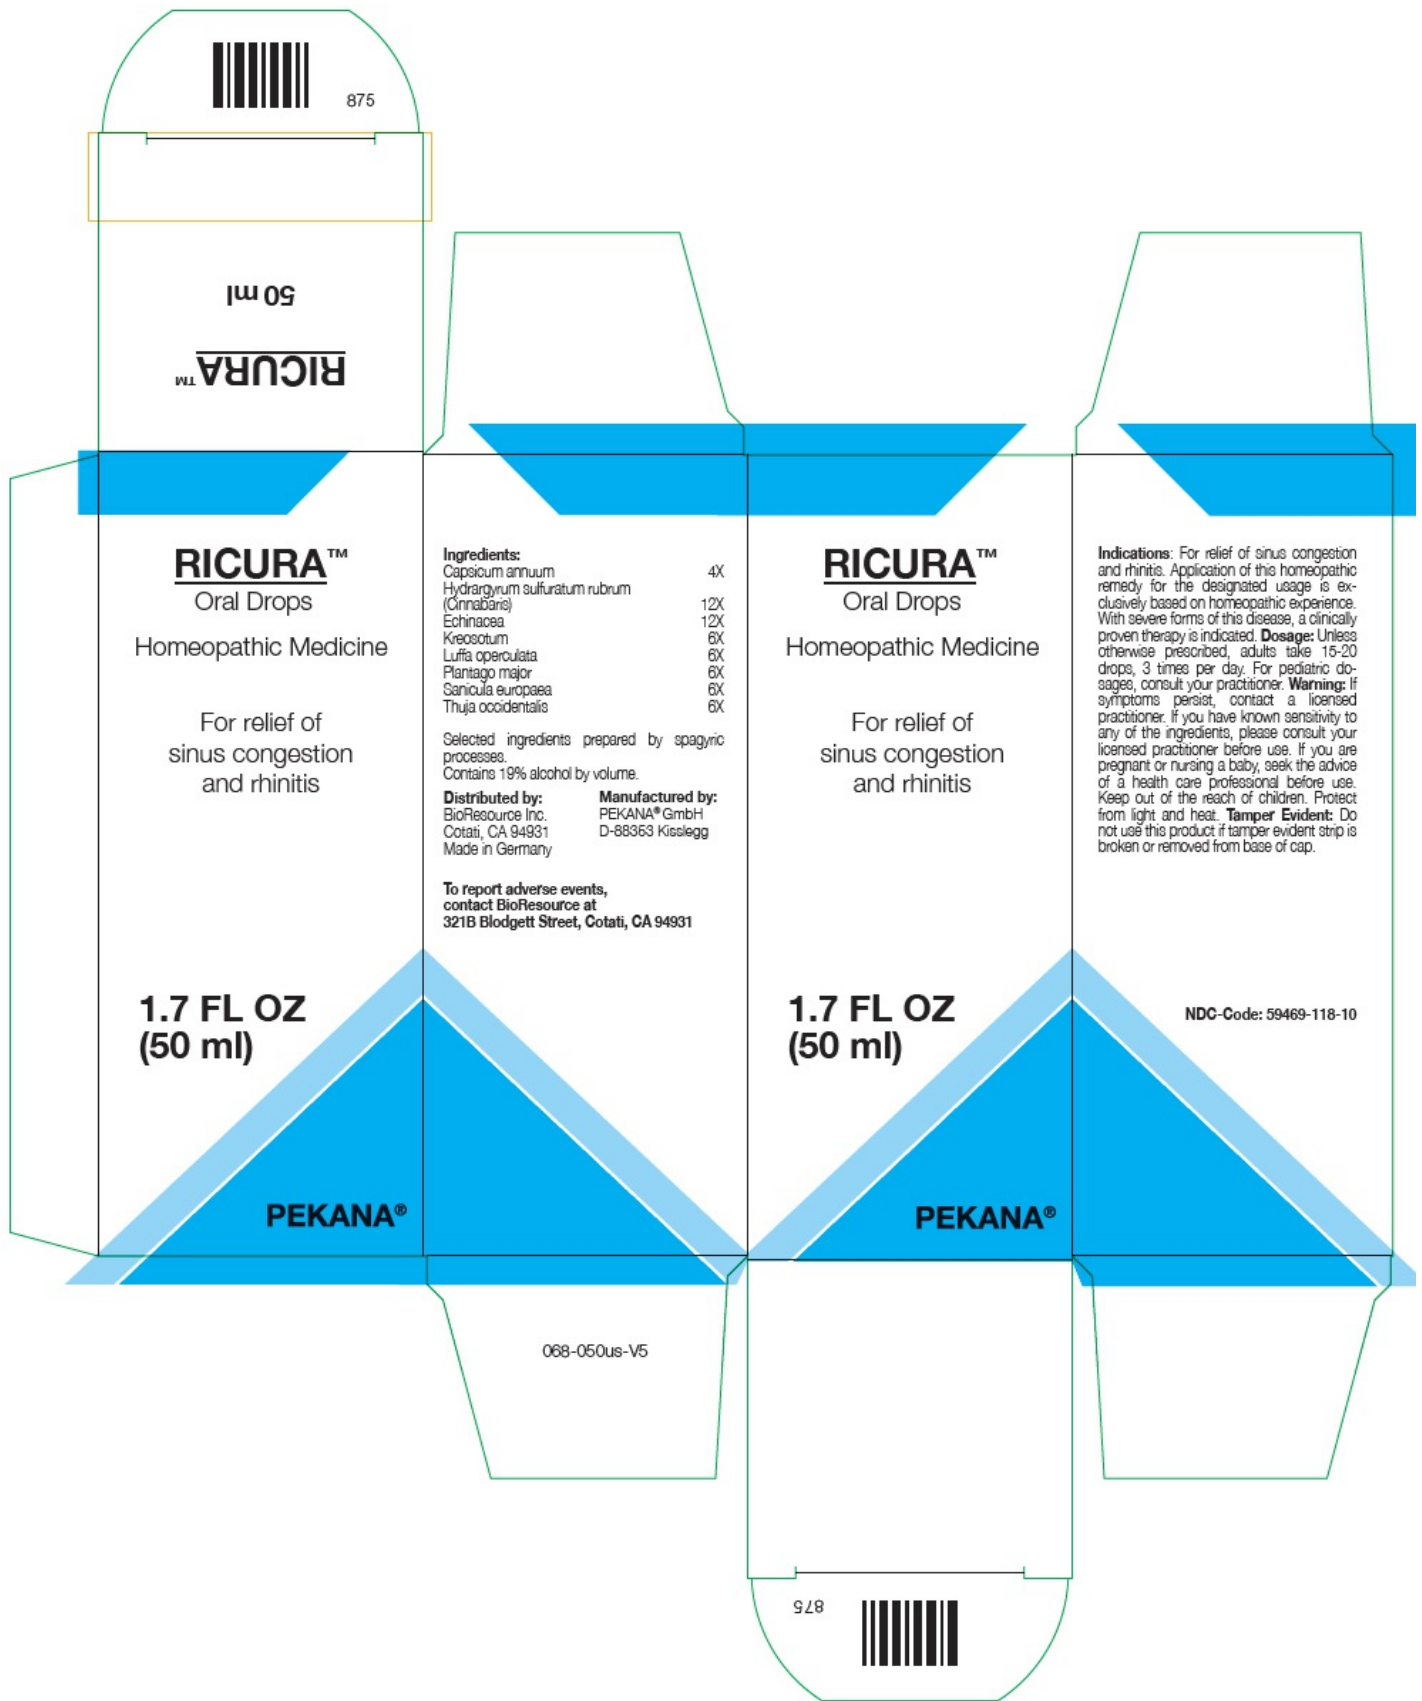 875
50 ml
RICURA™
RICURA™
Oral Drops
Homeopathic Medicine
For relief of
sinus congestion
and rhinitis
1.7 FL OZ
(50 ml)
PEKANA®
Ingredients:
Capsicum annuum 4X
Hydrargyrum sulfuratum rubrum
(Cinnabaris) 12X
Echinacea 12X
Kreosotum 6X
Luffa operculata 6X
Plantago major 6X
Sanicula europaea 6X
Thuja occidentalis 6X
Selected ingredients prepared by spagyric
processes.
Contains 19% alcohol by volume.
Distributed by: Manufactured by:
BioResource Inc. PEKANA® GmbH
Cotati, CA 94931 D-88353 Kisslegg
Made in Germany
To report adverse events,
contact BioResource at
321B Blodgett Street, Cotati, CA 94931
068-050us-V5
RICURA™
Oral Drops
Homeopathic Medicine
For relief of
sinus congestion
and rhinitis
1.7 FL OZ
(50 ml)
PEKANA®
Indications: For relief of sinus congestion
and rhinitis. Application of this homeopathic
remedy for the designated usage is ex-
clusively based on homeopathic experience.
With severe forms of this disease, a clinically
proven therapy is indicated. Dosage: Unless
otherwise prescribed, adults take 15-20
drops, 3 times per day. For pediatric do-
sages, consult your practitioner. Warning: If
symptoms persist, contact a licensed
practitioner. If you have known sensitivity to
any of the ingredients, please consult your
licensed practitioner before use. If you are
pregnant or nursing a baby, seek the advice
of a health care professional before use.
Keep out of the reach of children. Protect
from light and heat. Tamper Evident: Do
not use this product if tamper evident strip is
broken or removed from base of cap.
NDC-Code: 59469-118-10
875